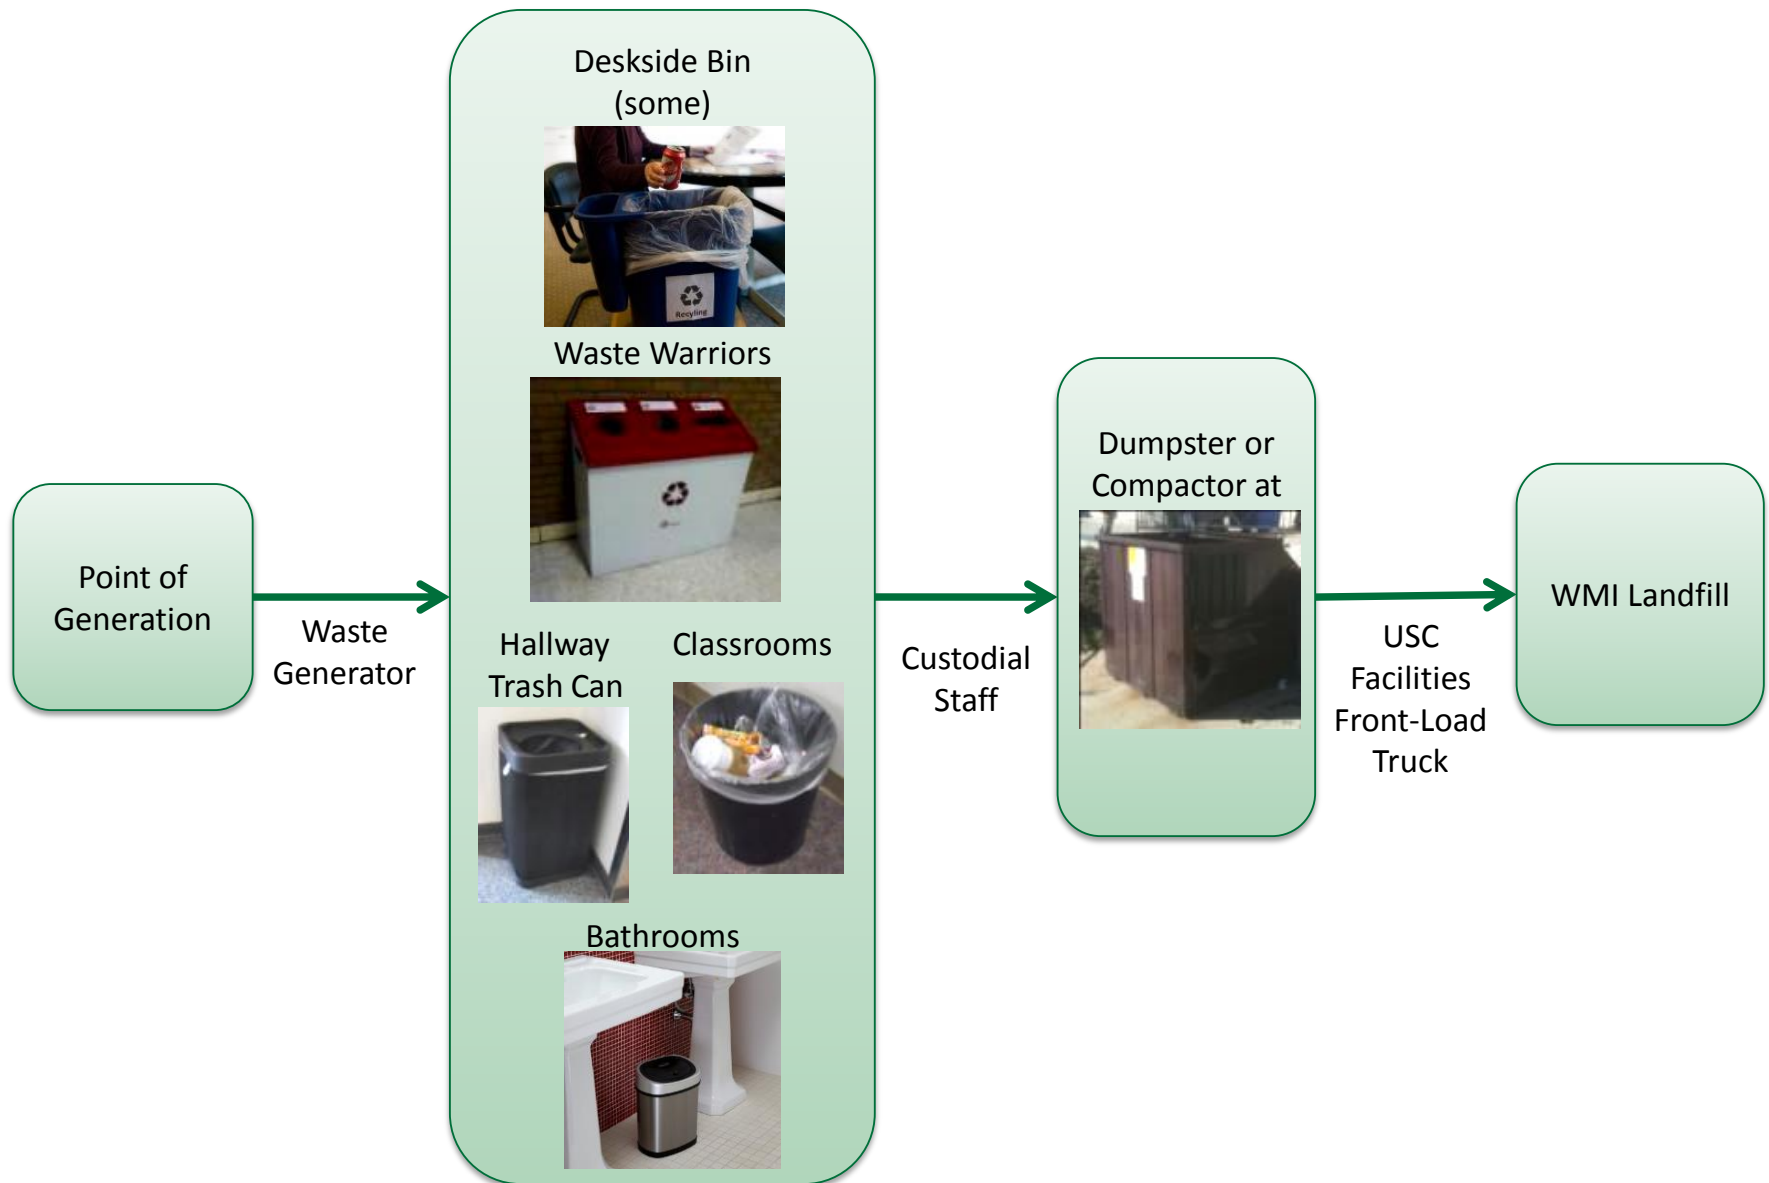 Deskside Bin
(some)
Recyling
Waste Warriors
Point of
Generation
Waste
Generator
Hallway
Trash Can
Classrooms
Bathrooms
Custodial
Staff
Dumpster or
Compactor at
USC
Facilities
Front-Load
Truck
WMI Landfill